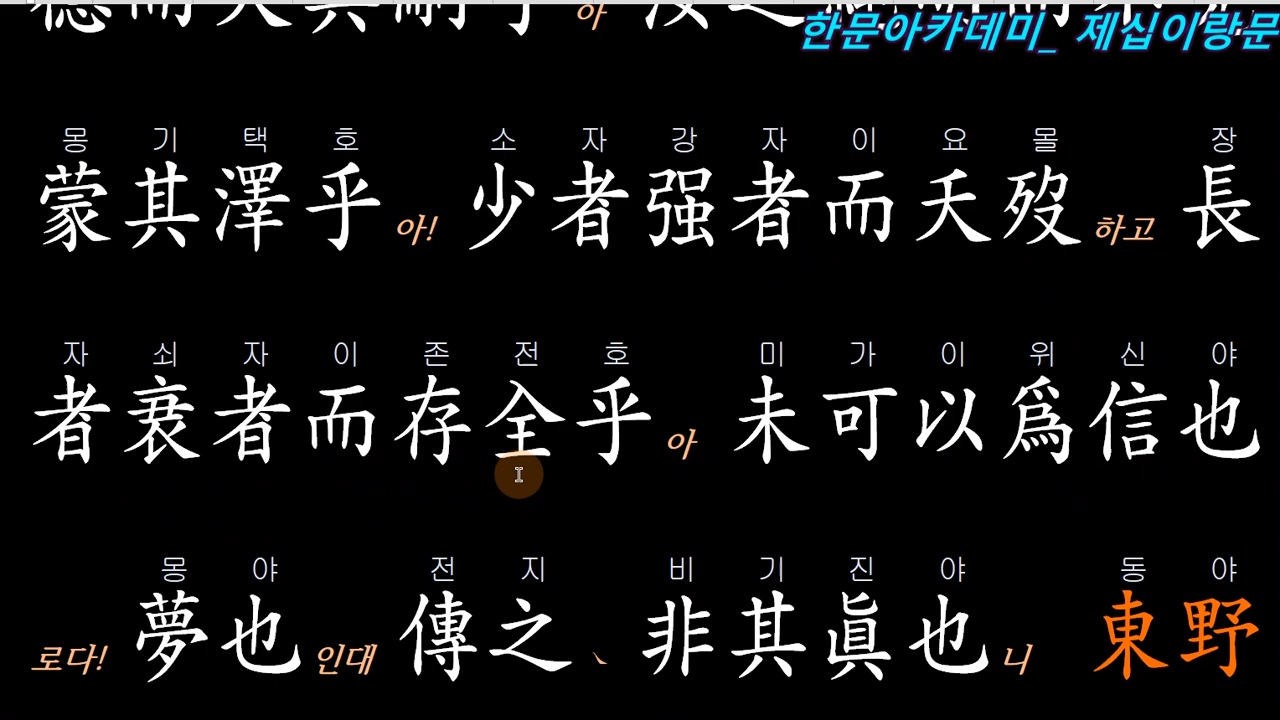 아
한문아카데미_ 제십이랑문
몽 기 택 호 소 자 강 자 이 요 몰 장
蒙其澤乎 아! 少者强者而夭歿 하고 長
자 쇠 자 이 존 전 호 미 가 이 위 신 야
者衰者而存全乎 아 未可以爲信也
몽 야 전 지 비 기 진 야 동 야
로다! 夢也 인대 傳之、 非其眞也 니 東野